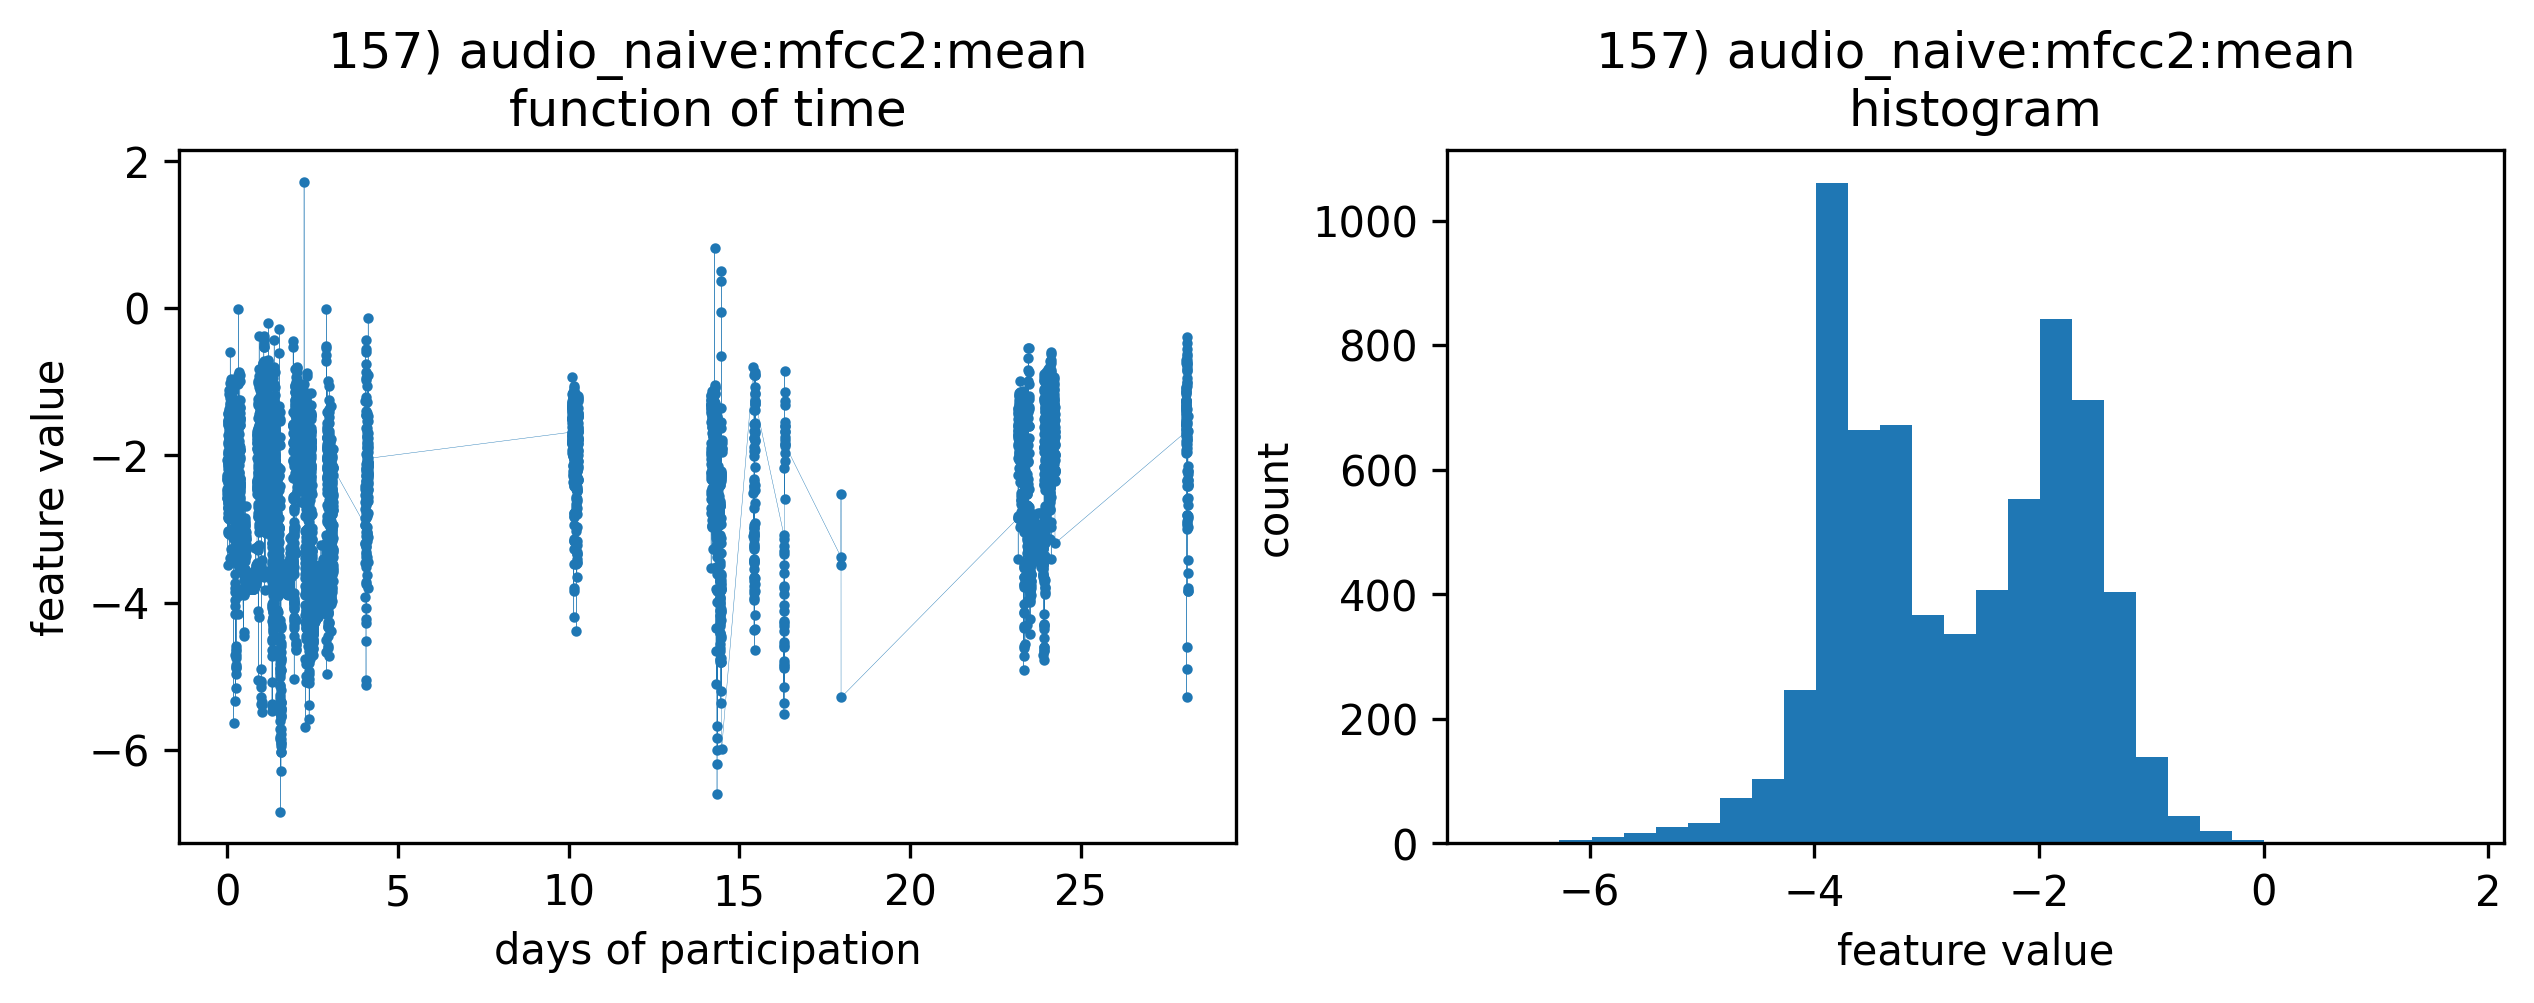 157) audio_naive:mfcc2:mean
function of time
2
0
−2
−4
−6
feature value
0 5 10 15 20 25
days of participation
157) audio_naive:mfcc2:mean
histogram
1000
800
600
400
200
0
count
−6 −4 −2 0 2
feature value